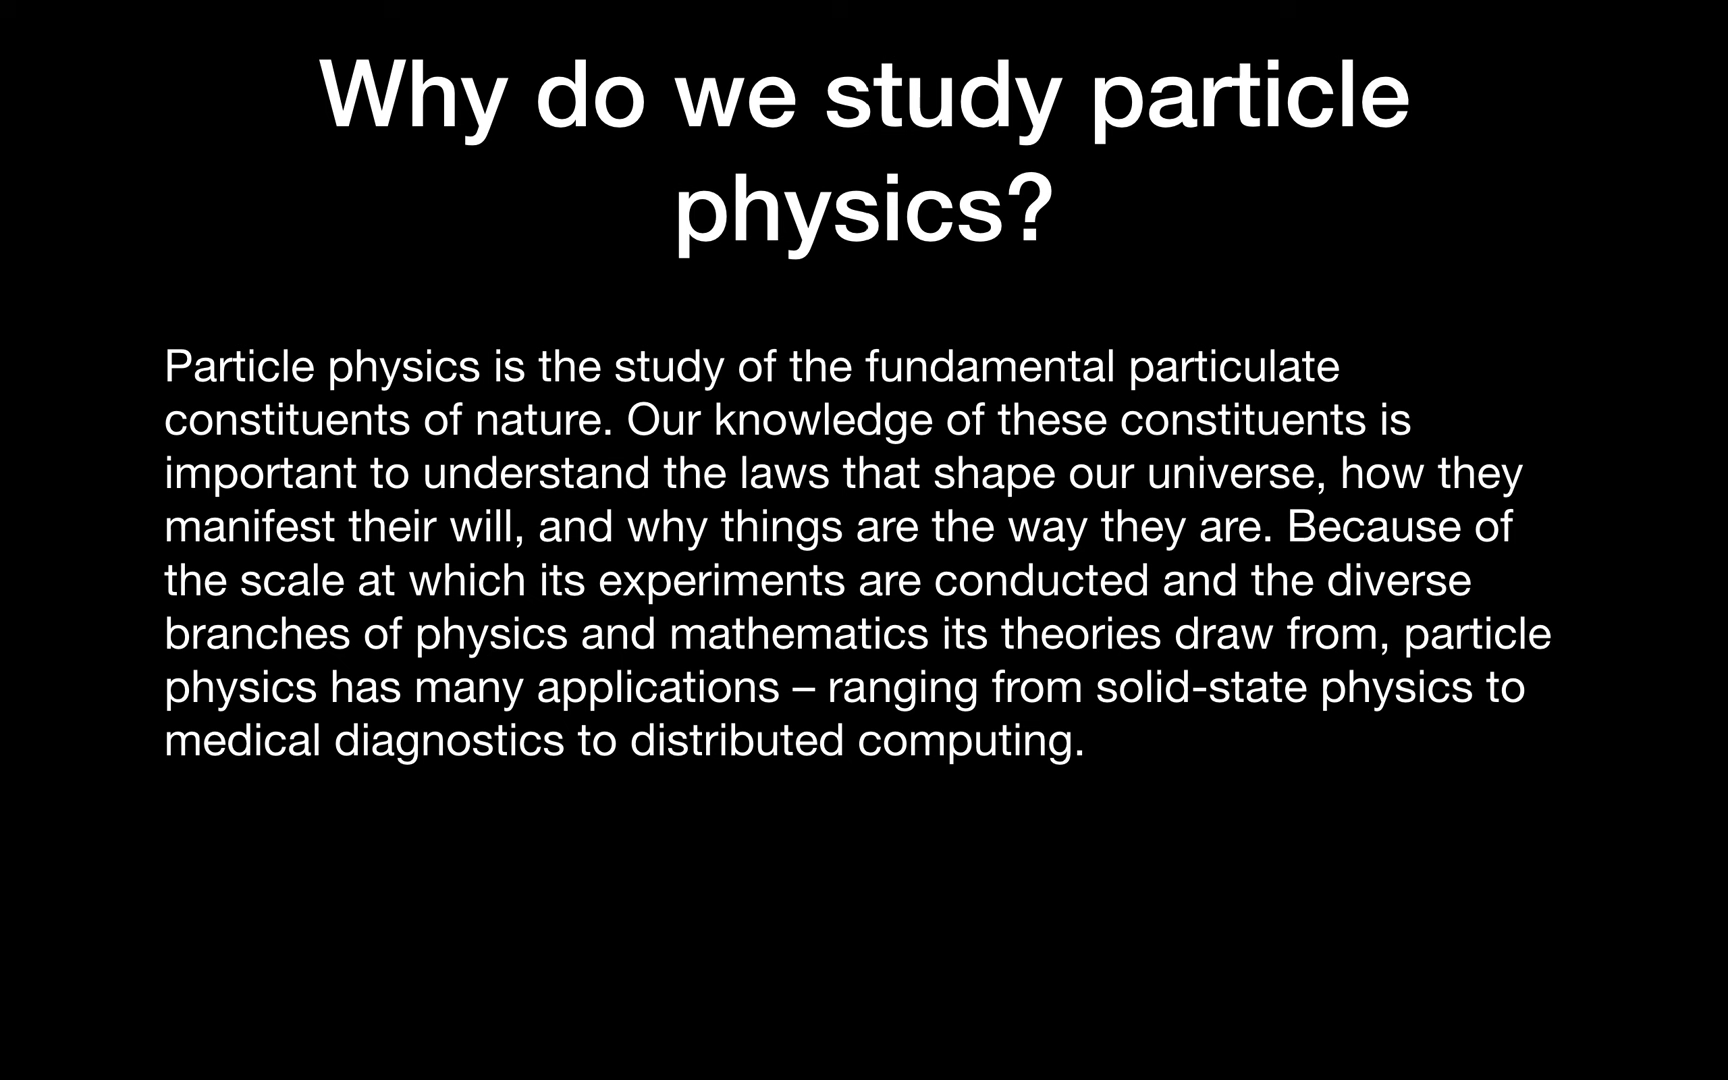 Why do we study particle
physics?
Particle physics is the study of the fundamental particulate
constituents of nature. Our knowledge of these constituents is
important to understand the laws that shape our universe, how they
manifest their will, and why things are the way they are. Because of
the scale at which its experiments are conducted and the diverse
branches of physics and mathematics its theories draw from, particle
physics has many applications – ranging from solid-state physics to
medical diagnostics to distributed computing.